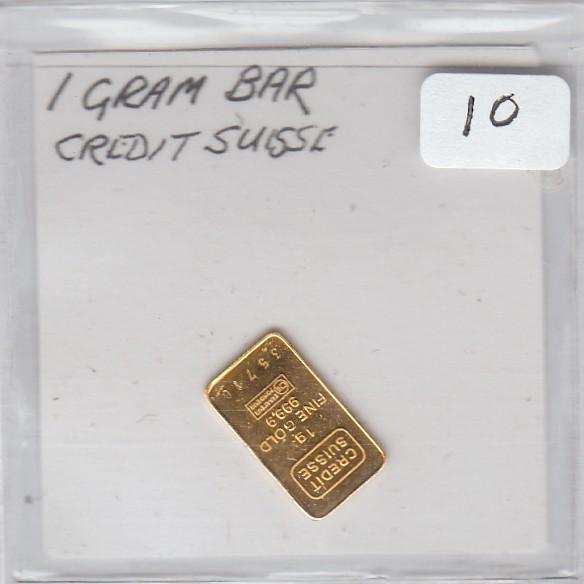 1 GRAM BAR
CREDIT SUISSE
10
CREDIT
SUISSE
1g.
FINE GOLD
999,9